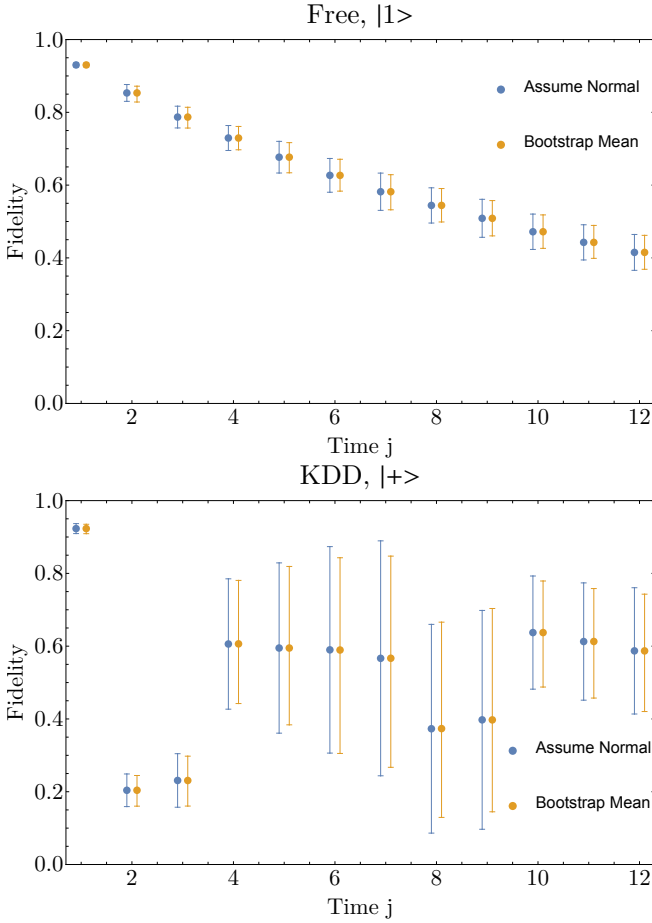 Free, |1>
1.0
0.8
0.6
0.4
0.2
0.0
Fidelity
Assume Normal
Bootstrap Mean
2 4 6 8 10 12
Time j
KDD, |+>
1.0
0.8
0.6
0.4
0.2
0.0
Fidelity
Assume Normal
Bootstrap Mean
2 4 6 8 10 12
Time j